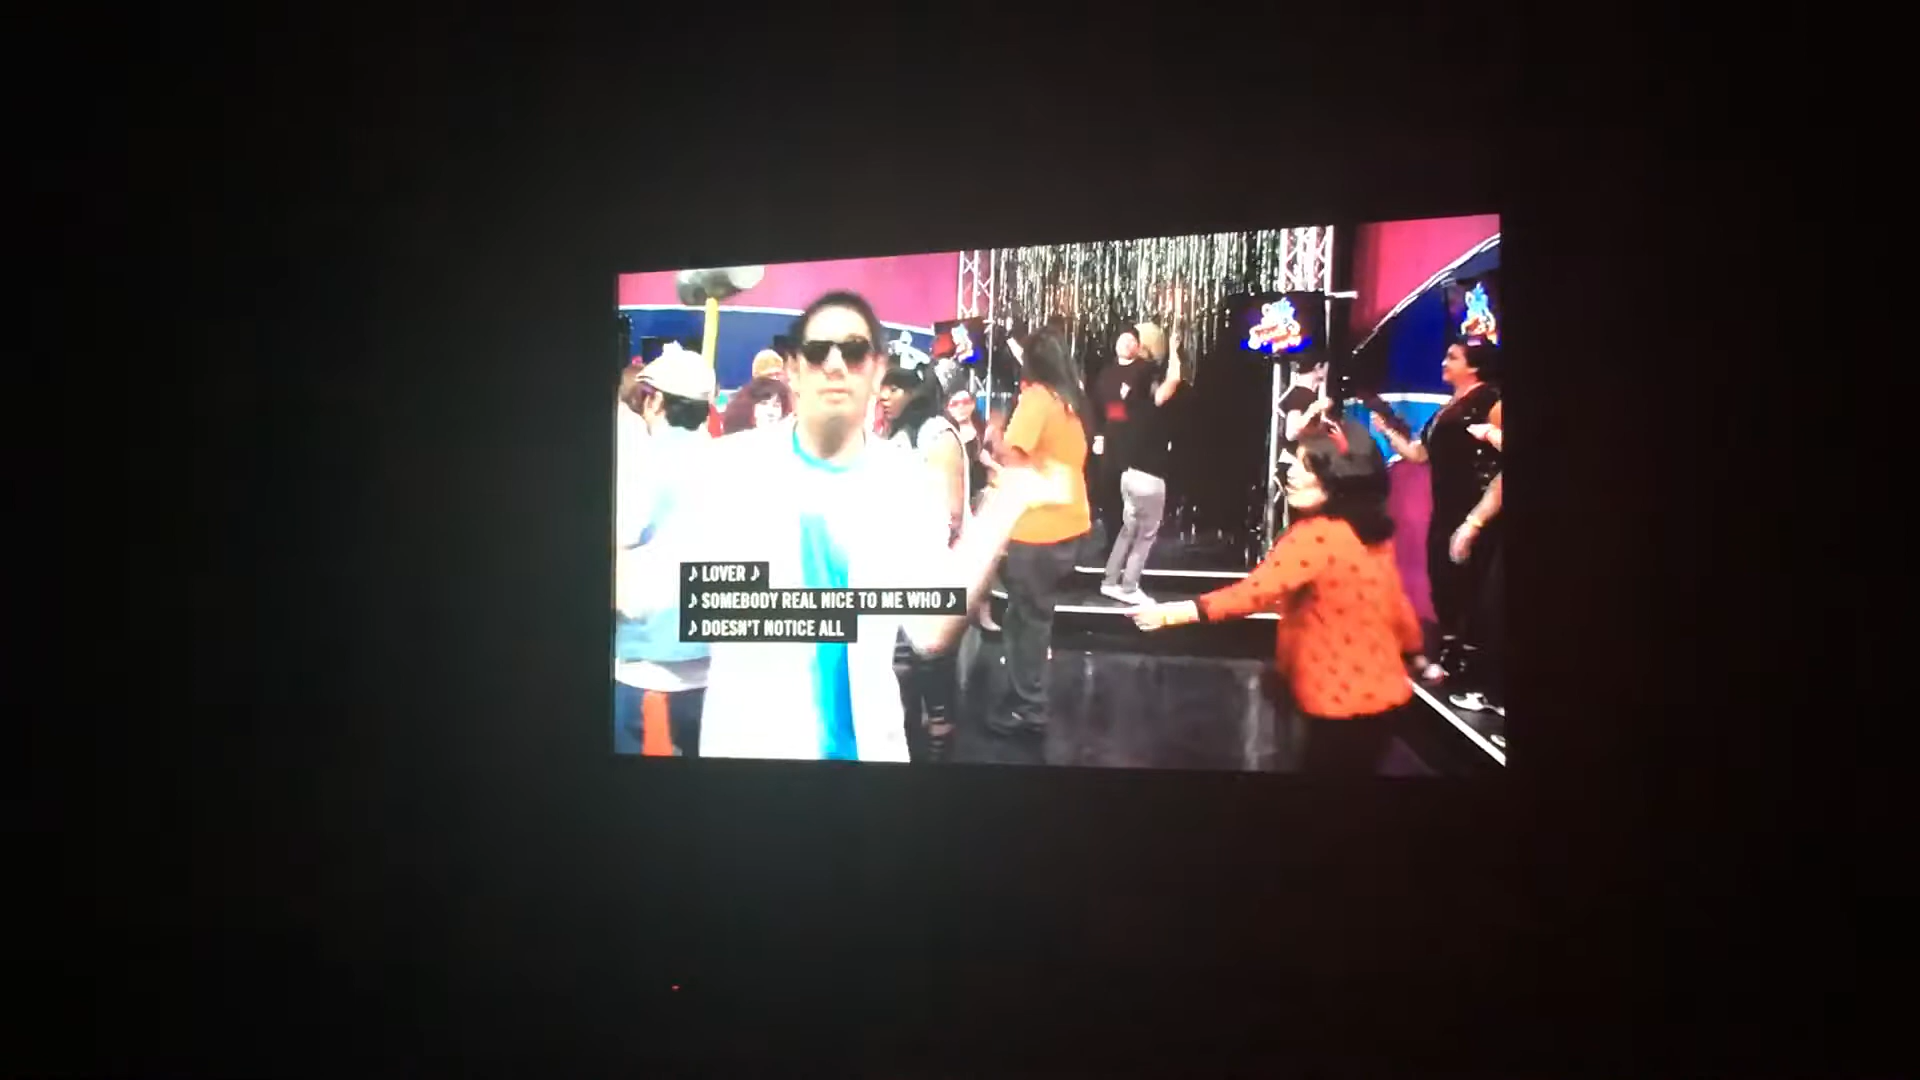 ♪ LOVER ♪
♪ SOMEBODY REAL NICE TO ME WHO ♪
♪ DOESN'T NOTICE ALL